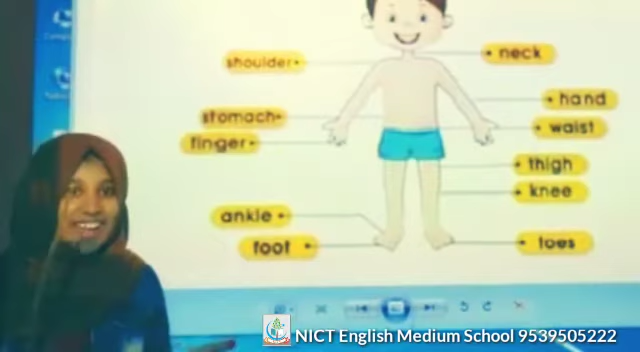 shoulder
neck
hand
stomach
waist
finger
thigh
knee
ankle
foot
toes
NICT English Medium School 9539505222